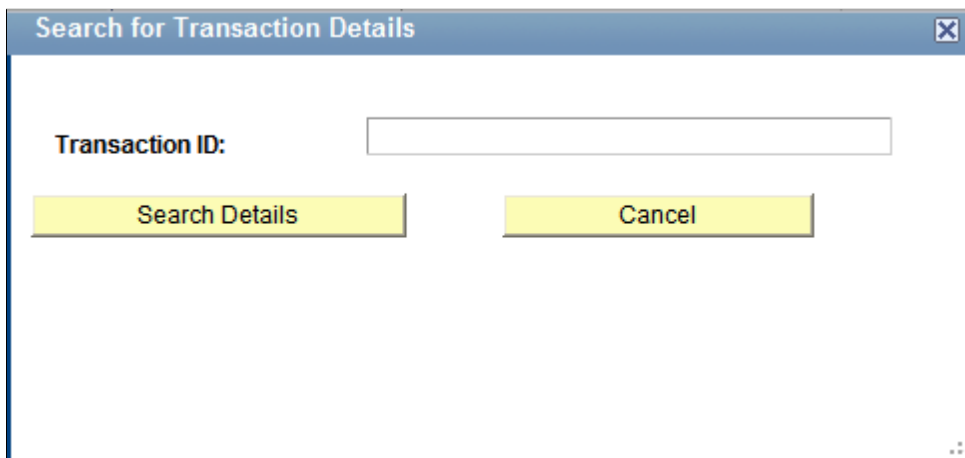 Search for Transaction Details
Transaction ID:
Search Details Cancel